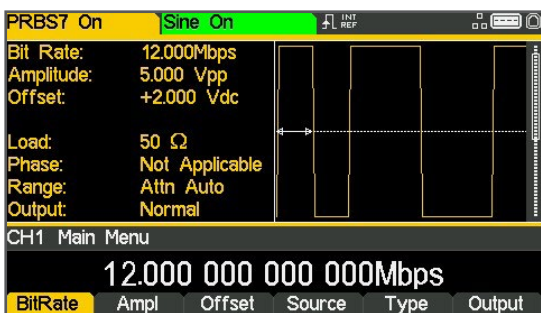 PRBS7 On Sine On INT REF
Bit Rate: 12.000Mbps
Amplitude: 5.000 Vpp
Offset: +2.000 Vdc
Load: 50 Ω
Phase: Not Applicable
Range: Attn Auto
Output: Normal
CH1 Main Menu
12.000 000 000 000Mbps
BitRate Ampl Offset Source Type Output